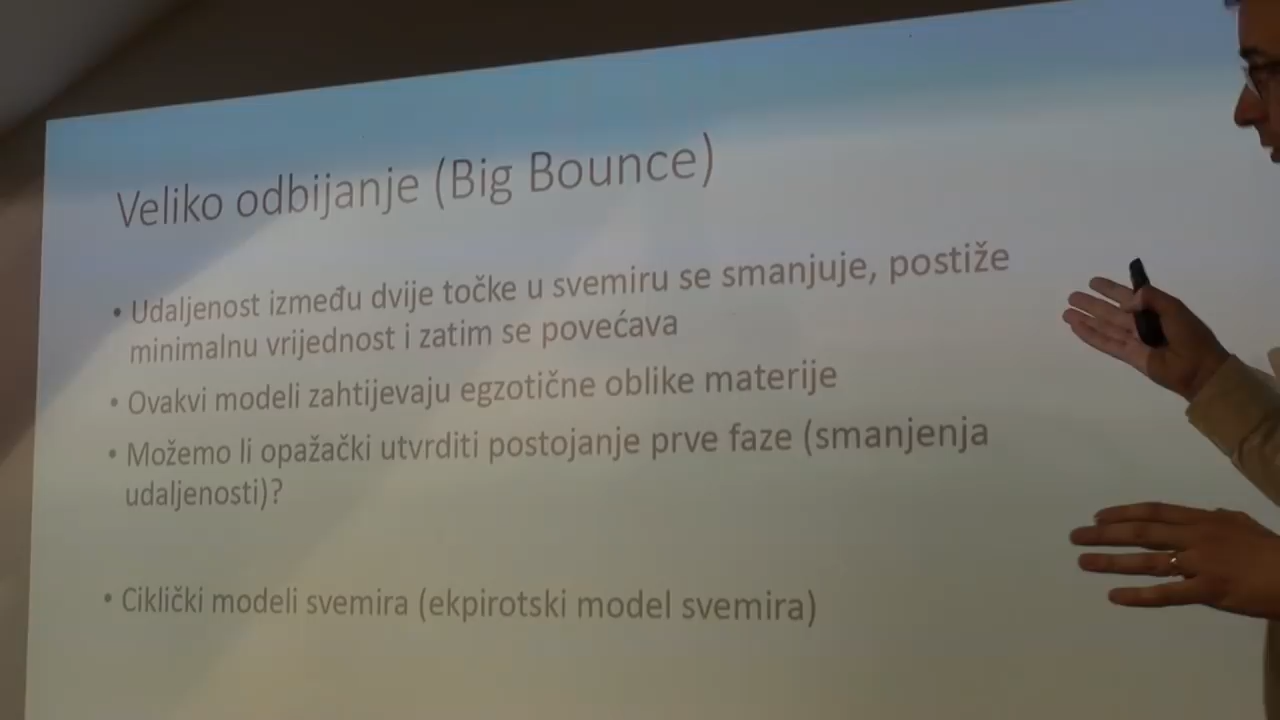 Veliko odbijanje (Big Bounce)
• Udaljenost između dvije točke u svemiru se smanjuje, postiže
minimalnu vrijednost i zatim se povećava
• Ovakvi modeli zahtijevaju egzotične oblike materije
• Možemo li opažački utvrditi postojanje prve faze (smanjenja
udaljenosti)?
• Ciklički modeli svemira (ekpirotski model svemira)